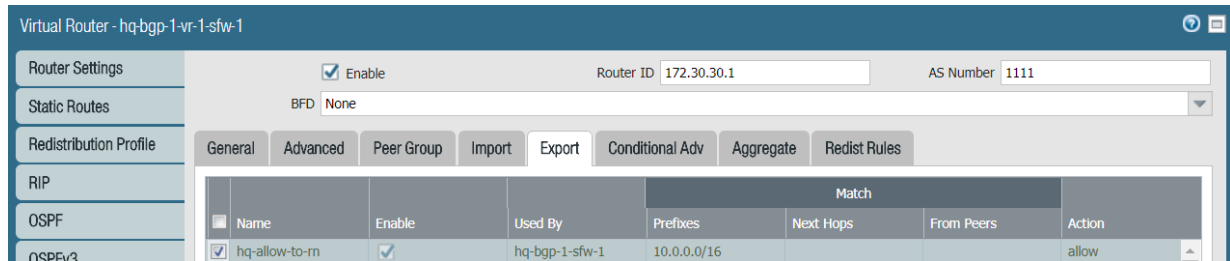 Virtual Router - hq-bgp-1-vr-1-sfw-1
Router Settings
Static Routes
Redistribution Profile
RIP
OSPF
OSPFv3
Enable Router ID 172.30.30.1 AS Number 1111
BFD None
General Advanced Peer Group Import Export Conditional Adv Aggregate Redist Rules
Match
Name Enable Used By Prefixes Next Hops From Peers Action
hq-allow-to-rn hq-bgp-1-sfw-1 10.0.0.0/16 allow